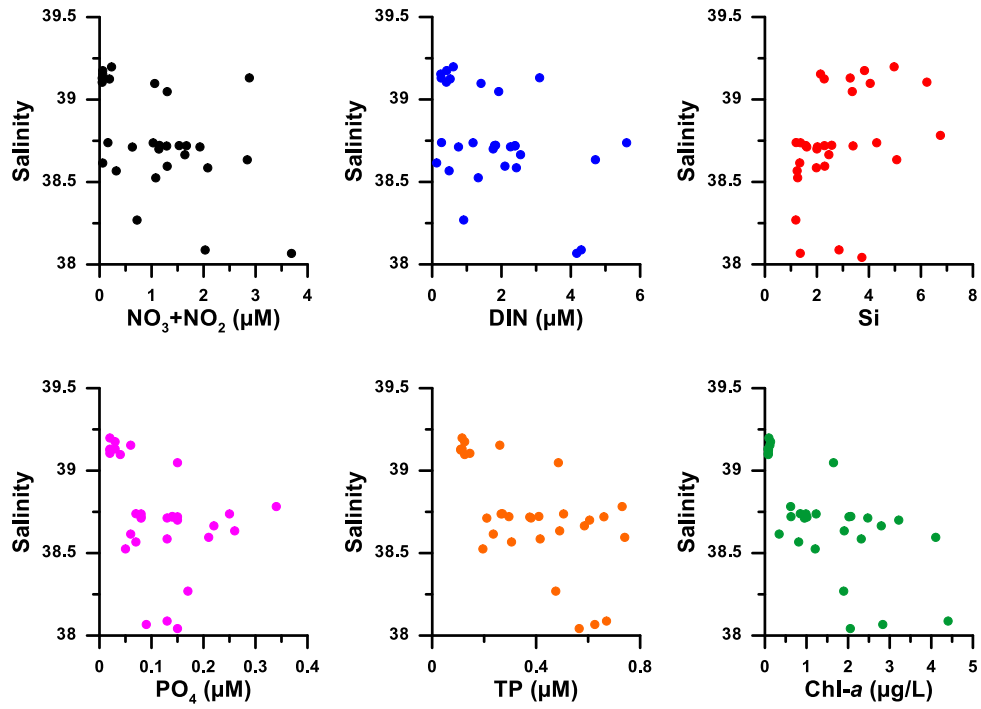 39.5
39
38.5
38
Salinity
0 1 2 3 4
NO₃+NO₂ (µM)
39.5
39
38.5
38
Salinity
0 2 4 6
DIN (µM)
39.5
39
38.5
38
Salinity
0 2 4 6 8
Si
39.5
39
38.5
38
Salinity
0 0.1 0.2 0.3 0.4
PO₄ (µM)
39.5
39
38.5
38
Salinity
0 0.4 0.8
TP (µM)
39.5
39
38.5
38
Salinity
0 1 2 3 4 5
Chl-a (µg/L)